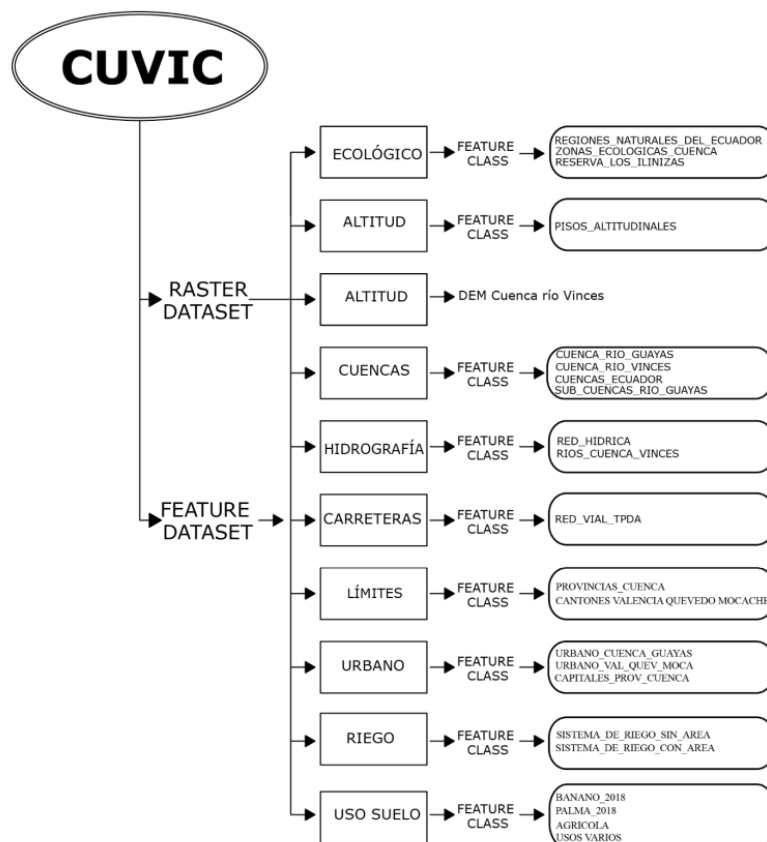 CUVIC
RASTER
DATASET
FEATURE
DATASET
ECOLÓGICO
FEATURE
CLASS
REGIONES_NATURALES_DEL_ECUADOR
ZONAS_ECOLOGICAS_CUENCA
RESERVA_LOS_ILINIZAS
ALTITUD
FEATURE
CLASS
PISOS_ALTITUDINALES
ALTITUD
DEM Cuenca río Vinces
CUENCAS
FEATURE
CLASS
CUENCA_RIO_GUAYAS
CUENCA_RIO_VINCES
CUENCAS_ECUADOR
SUB_CUENCAS_RIO_GUAYAS
HIDROGRAFÍA
FEATURE
CLASS
RED_HIDRICA
RIOS_CUENCA_VINCES
CARRETERAS
FEATURE
CLASS
RED_VIAL_TPDA
LÍMITES
FEATURE
CLASS
PROVINCIAS_CUENCA
CANTONES VALENCIA QUEVEDO MOCACHE
URBANO
FEATURE
CLASS
URBANO_CUENCA_GUAYAS
URBANO_VAL_QUEV_MOCA
CAPITALES_PROV_CUENCA
RIEGO
FEATURE
CLASS
SISTEMA_DE_RIEGO_SIN_AREA
SISTEMA_DE_RIEGO_CON_AREA
USO SUELO
FEATURE
CLASS
BANANO_2018
PALMA_2018
AGRICOLA
USOS VARIOS